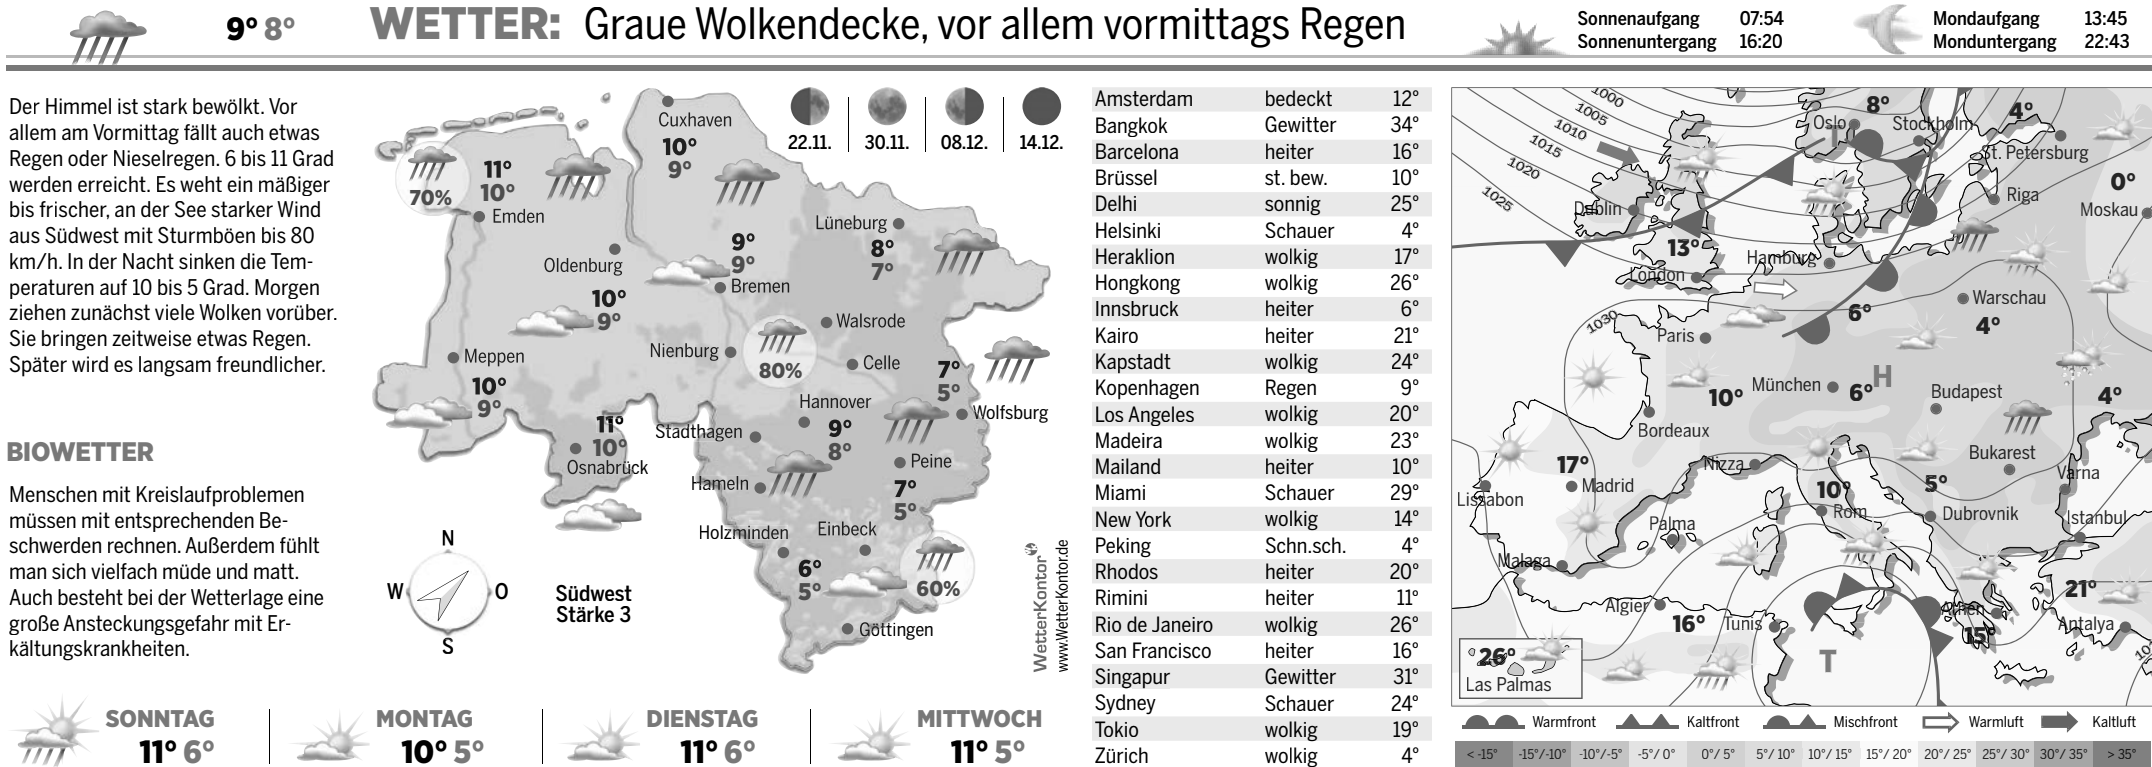 9° 8°
WETTER: Graue Wolkendecke, vor allem vormittags Regen
Sonnenaufgang 07:54
Sonnenuntergang 16:20
Mondaufgang 13:45
Monduntergang 22:43
Der Himmel ist stark bewölkt. Vor
allem am Vormittag fällt auch etwas
Regen oder Nieselregen. 6 bis 11 Grad
werden erreicht. Es weht ein mäßiger
bis frischer, an der See starker Wind
aus Südwest mit Sturmböen bis 80
km/h. In der Nacht sinken die Tem-
peraturen auf 10 bis 5 Grad. Morgen
ziehen zunächst viele Wolken vorüber.
Sie bringen zeitweise etwas Regen.
Später wird es langsam freundlicher.
BIOWETTER
Menschen mit Kreislaufproblemen
müssen mit entsprechenden Be-
schwerden rechnen. Außerdem fühlt
man sich vielfach müde und matt.
Auch besteht bei der Wetterlage eine
große Ansteckungsgefahr mit Er-
kältungskrankheiten.
22.11. 30.11. 08.12. 14.12.
Cuxhaven
10°
9°
70%
11°
10°
Emden
Lüneburg
8°
7°
Oldenburg
9°
9°
Bremen
10°
9°
Walsrode
Nienburg
80%
Celle
Meppen
10°
9°
7°
5°
Wolfsburg
Hannover
9°
8°
11°
10°
Osnabrück
Stadthagen
Peine
7°
5°
Hameln
Holzminden
Einbeck
6°
5°
60%
Göttingen
N
W O
S
Südwest
Stärke 3
WetterKontor
www.WetterKontor.de
Amsterdam bedeckt 12°
Bangkok Gewitter 34°
Barcelona heiter 16°
Brüssel st. bew. 10°
Delhi sonnig 25°
Helsinki Schauer 4°
Heraklion wolkig 17°
Hongkong wolkig 26°
Innsbruck heiter 6°
Kairo heiter 21°
Kapstadt wolkig 24°
Kopenhagen Regen 9°
Los Angeles wolkig 20°
Madeira wolkig 23°
Mailand heiter 10°
Miami Schauer 29°
New York wolkig 14°
Peking Schn.sch. 4°
Rhodos heiter 20°
Rimini heiter 11°
Rio de Janeiro wolkig 26°
San Francisco heiter 16°
Singapur Gewitter 31°
Sydney Schauer 24°
Tokio wolkig 19°
Zürich wolkig 4°
1000
1005
1010
1015
1020
1025
1030
8°
Oslo
T
Stockholm
4°
St. Petersburg
0°
Moskau
Riga
Dublin
13°
London
Hamburg
Warschau
4°
6°
Paris
10°
München
6°
H
Budapest
4°
Bordeaux
Bukarest
Varna
Nizza
17°
Madrid
Lissabon
10°
Rom
5°
Dubrovnik
Palma
Istanbul
Malaga
21°
Antalya
Algier
16°
Tunis
Athen
15°
T
26°
Las Palmas
Warmfront Kaltfront Mischfront Warmluft Kaltluft
< -15° -15°/-10° -10°/-5° -5°/ 0° 0°/ 5° 5°/ 10° 10°/ 15° 15°/ 20° 20°/ 25° 25°/ 30° 30°/ 35° > 35°
SONNTAG
11° 6°
MONTAG
10° 5°
DIENSTAG
11° 6°
MITTWOCH
11° 5°